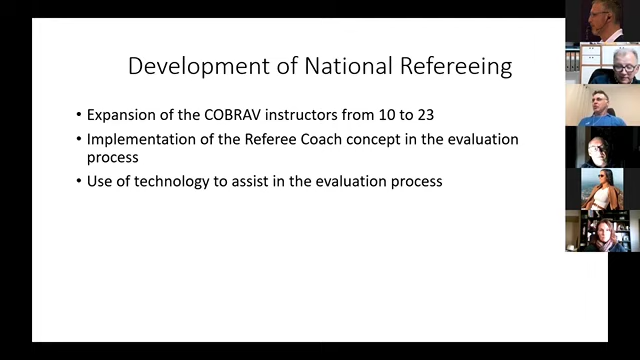 Development of National Refereeing
• Expansion of the COBRAV instructors from 10 to 23
• Implementation of the Referee Coach concept in the evaluation
process
• Use of technology to assist in the evaluation process